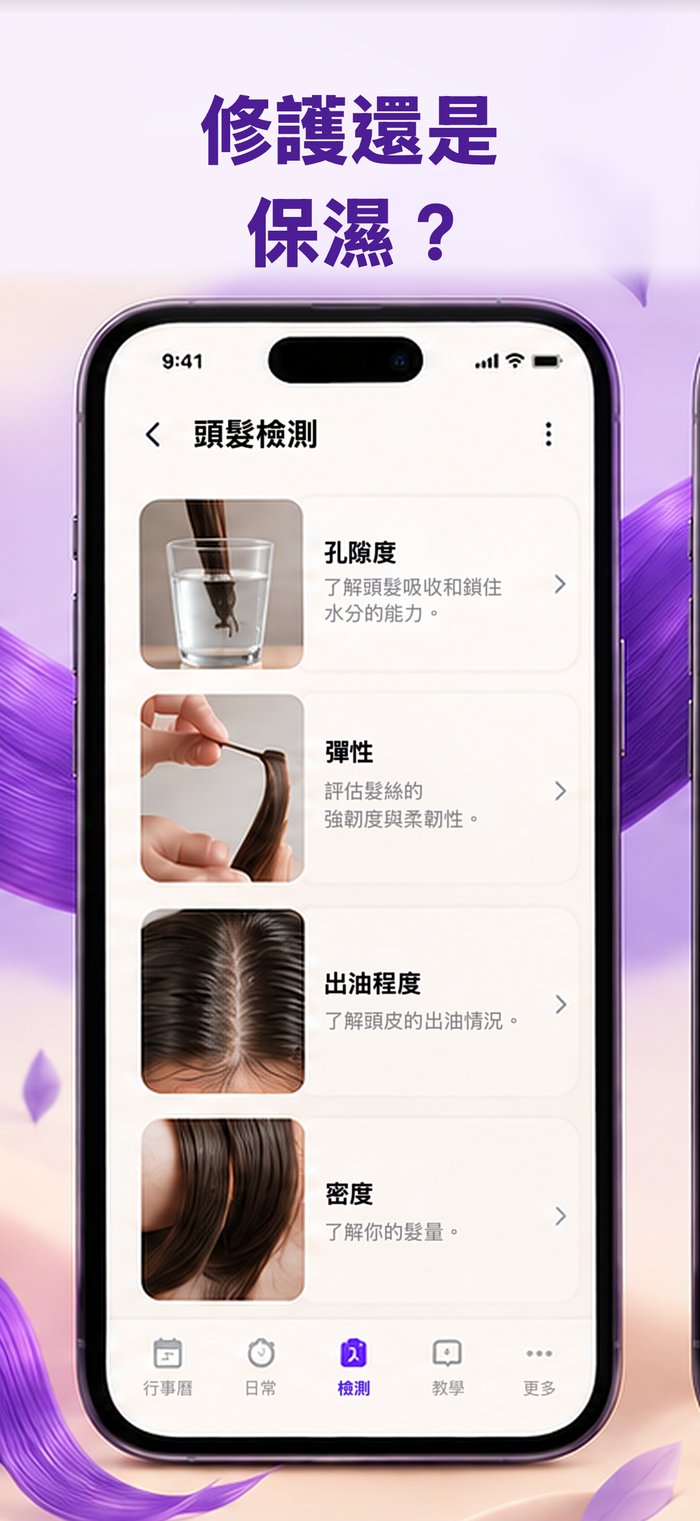 修護還是
保濕？
9:41
頭髮檢測
孔隙度
了解頭髮吸收和鎖住
水分的能力。
彈性
評估髮絲的
強韌度與柔韌性。
出油程度
了解頭皮的出油情況。
密度
了解你的髮量。
行事曆
日常
檢測
教學
更多